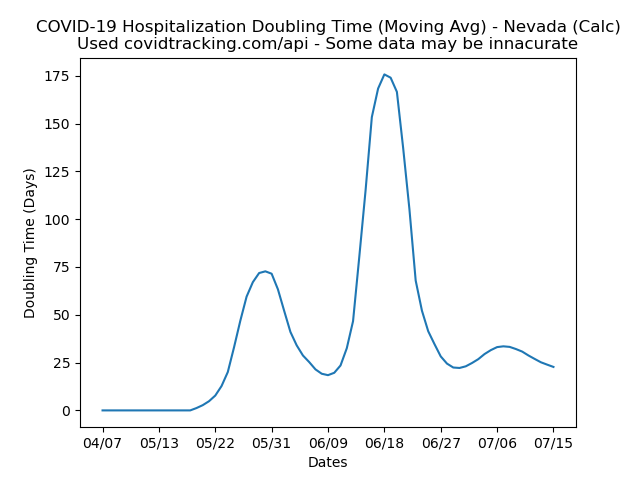 COVID-19 Hospitalization Doubling Time (Moving Avg) - Nevada (Calc)
Used covidtracking.com/api - Some data may be innacurate
175
150
125
100
75
50
25
0
Doubling Time (Days)
04/07 05/13 05/22 05/31 06/09 06/18 06/27 07/06 07/15
Dates